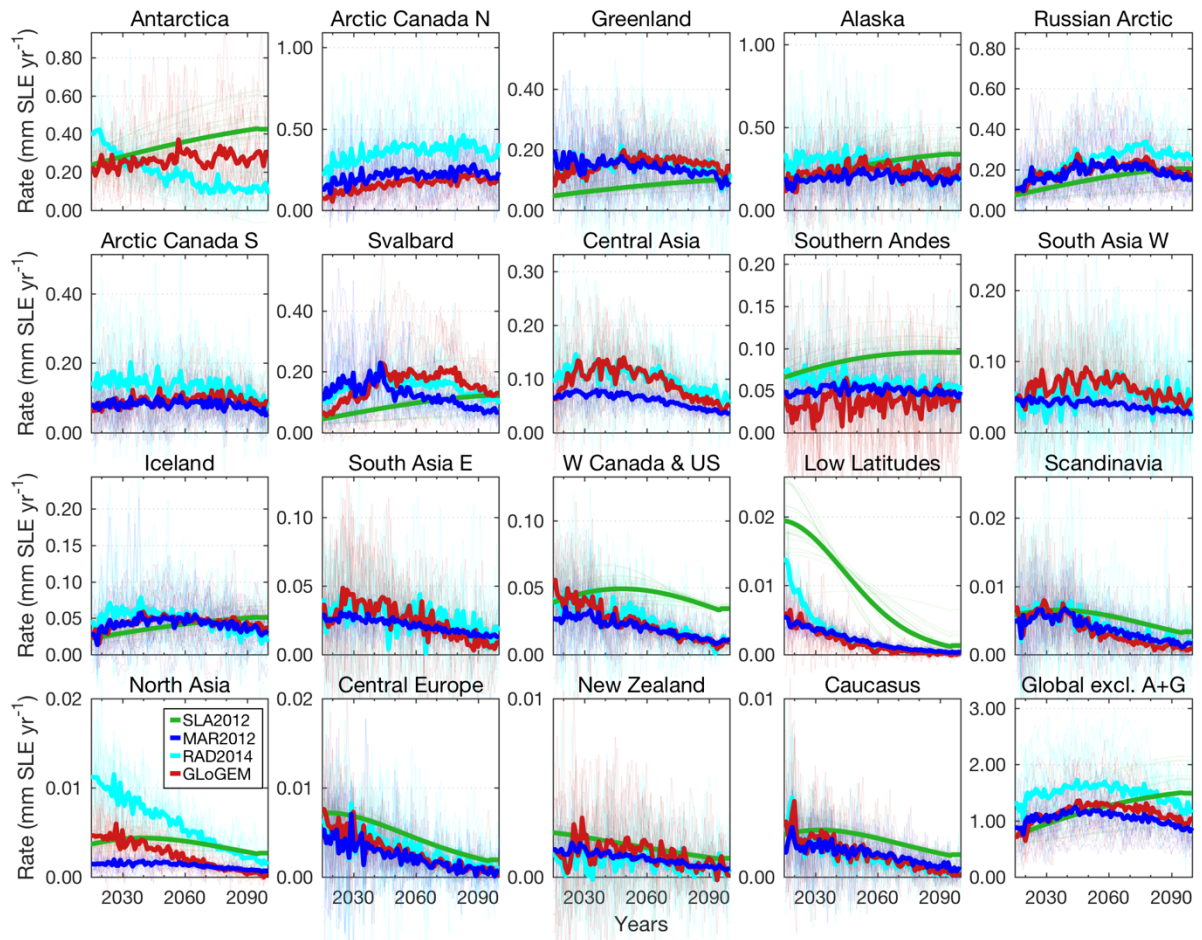 Antarctica Arctic Canada N Greenland Alaska Russian Arctic
Rate (mm SLE yr⁻¹)
0.80 0.60 0.40 0.20 0.00
1.00 0.50 0.00
0.40 0.20 0.00
1.00 0.50 0.00
0.80 0.60 0.40 0.20 0.00
Arctic Canada S Svalbard Central Asia Southern Andes South Asia W
Rate (mm SLE yr⁻¹)
0.40 0.20 0.00
0.60 0.40 0.20 0.00
0.30 0.20 0.10 0.00
0.20 0.15 0.10 0.05 0.00
0.20 0.10 0.00
Iceland South Asia E W Canada & US Low Latitudes Scandinavia
Rate (mm SLE yr⁻¹)
0.20 0.15 0.10 0.05 0.00
0.10 0.05 0.00
0.10 0.05 0.00
0.02 0.01 0.00
0.02 0.01 0.00
North Asia Central Europe New Zealand Caucasus Global excl. A+G
Rate (mm SLE yr⁻¹)
0.02 0.01 0.00
SLA2012
MAR2012
RAD2014
GLoGEM
0.02 0.01 0.00
0.01 0.00
0.01 0.00
3.00 2.00 1.00 0.00
2030 2060 2090 2030 2060 2090 2030 2060 2090 2030 2060 2090 2030 2060 2090
Years